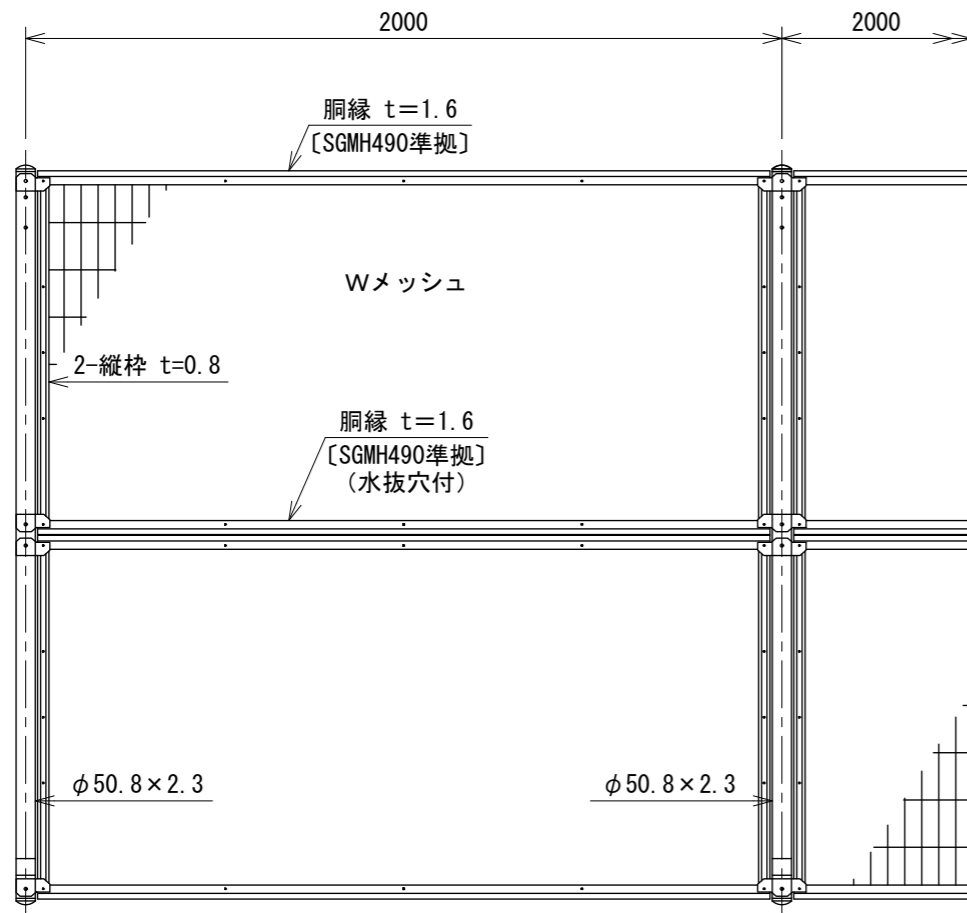 2000
2000
胴縁 t＝1.6
〔SGMH490準拠〕
Wメッシュ
2-縦枠 t=0.8
胴縁 t＝1.6
〔SGMH490準拠〕
（水抜穴付）
φ50.8×2.3
φ50.8×2.3